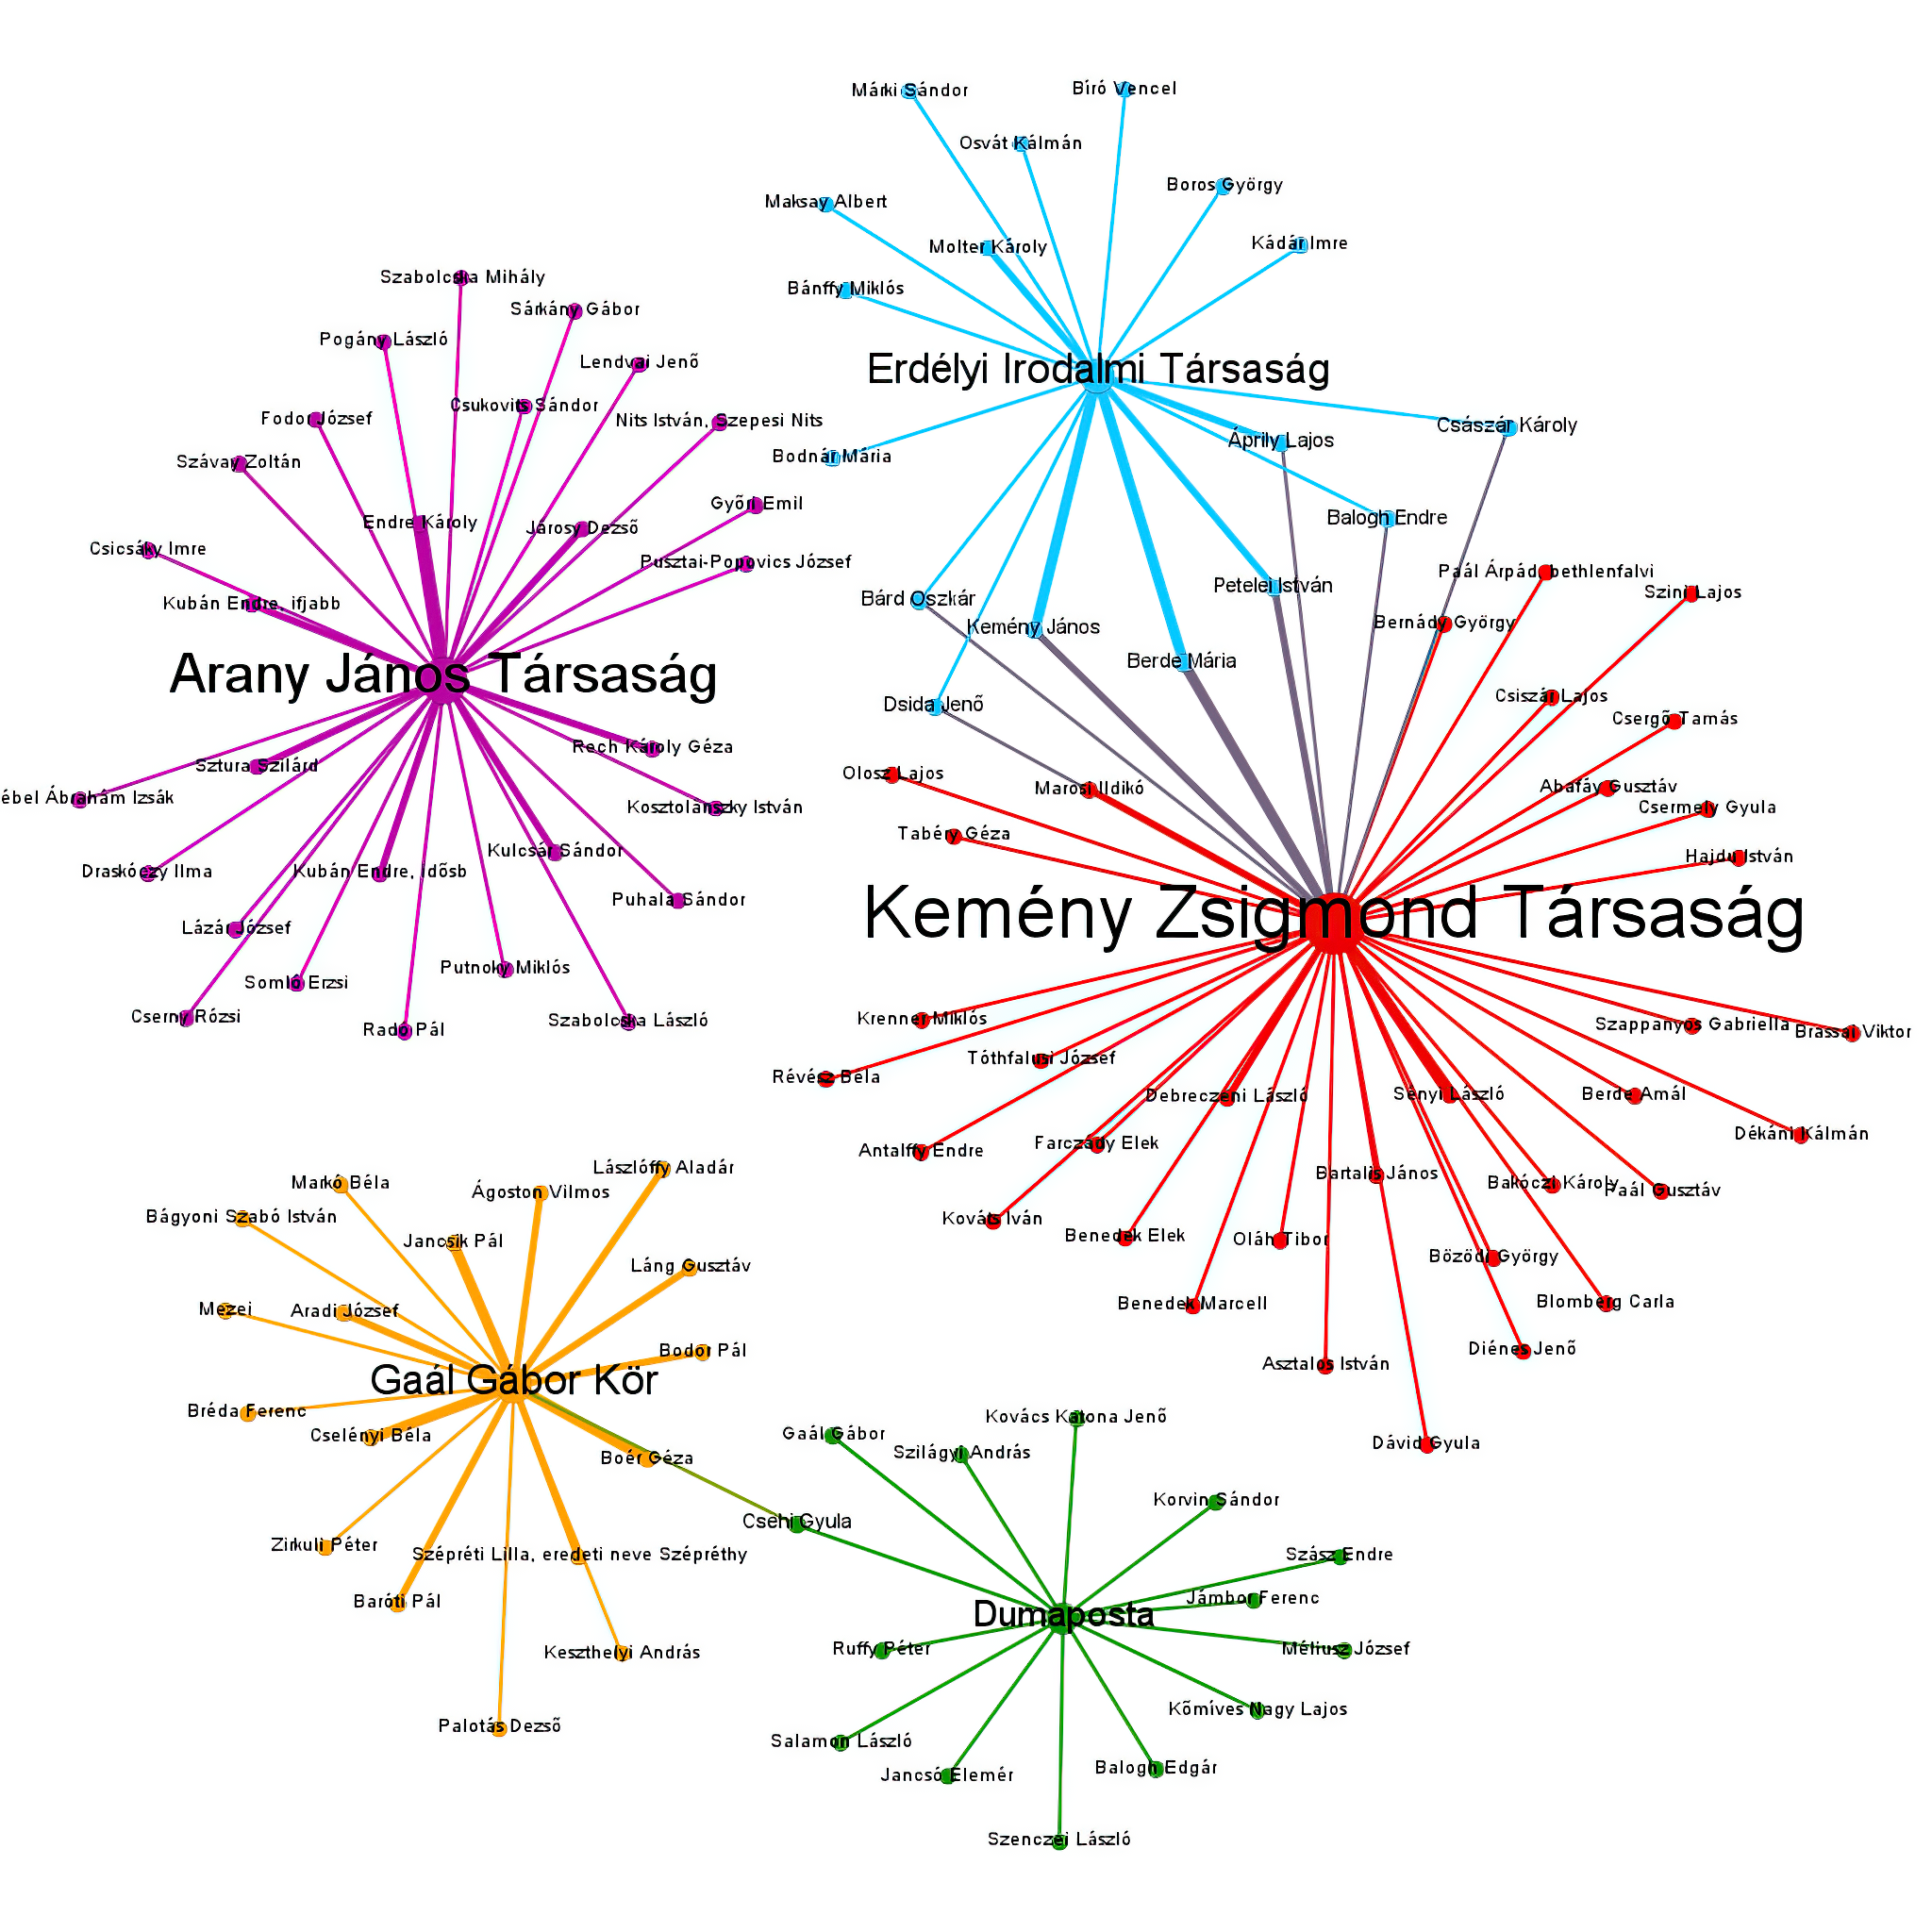 Márki Sándor
Bíró Vencel
Osvát Kálmán
Boros György
Maksay Albert
Molter Károly
Kádár Imre
Bánffy Miklós
Erdélyi Irodalmi Társaság
Császár Károly
Áprily Lajos
Bodnár Mária
Balogh Endre
Petelei István
Bárd Oszkár
Kemény János
Berde Mária
Dsida Jenő
Szabolcska Mihály
Sárkány Gábor
Pogány László
Lendvai Jenő
Csukovits Sándor
Fodor József
Nits István, Szepesi Nits
Szávay Zoltán
Győri Emil
Endre Károly
Járosy Dezső
Csicsáky Imre
Pusztai-Popovics József
Kubán Endre, ifjabb
Arany János Társaság
Rech Károly Géza
Sztura Szilárd
ébel Ábrahám Izsák
Kosztolánszky István
Kulcsár Sándor
Draskóczy Ilma
Kubán Endre, idősb
Puhala Sándor
Lázár József
Putnoky Miklós
Somló Erzsi
Cserny Rózsi
Radó Pál
Szabolcska László
Paál Árpád, bethlenfalvi
Szini Lajos
Bernády György
Csiszár Lajos
Csergő Tamás
Olosz Lajos
Marosi Ildikó
Abafáy Gusztáv
Csermely Gyula
Tabéry Géza
Hajdu István
Kemény Zsigmond Társaság
Krenner Miklós
Szappanyos Gabriella
Brassai Viktor
Tóthfalusi József
Révész Béla
Debreczeni László
Sényi László
Berde Amál
Dékáni Kálmán
Antalffy Endre
Farczády Elek
Bartalis János
Bakóczi Károly
Paál Gusztáv
Kováts Iván
Benedek Elek
Oláh Tibor
Bözödi György
Benedek Marcell
Blomberg Carla
Diénes Jenő
Asztalos István
Dávid Gyula
Lászlóffy Aladár
Markó Béla
Ágoston Vilmos
Bágyoni Szabó István
Jancsik Pál
Láng Gusztáv
Mezei
Aradi József
Bodor Pál
Gaál Gábor Kör
Bréda Ferenc
Cselényi Béla
Boér Géza
Csehi Gyula
Zirkuli Péter
Szépréti Lilla, eredeti neve Szépréthy
Baróti Pál
Keszthelyi András
Palotás Dezső
Kovács Katona Jenő
Gaál Gábor
Szilágyi András
Korvin Sándor
Szász Endre
Jámbor Ferenc
Dumaposta
Ruffy Péter
Méliusz József
Kőmíves Nagy Lajos
Salamon László
Jancsó Elemér
Balogh Edgár
Szenczei László